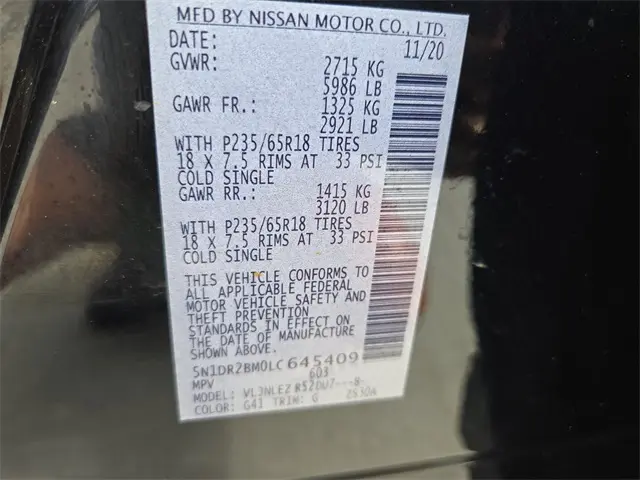 MFD BY NISSAN MOTOR CO., LTD.
DATE: 11/20
GVWR: 2715 KG
5986 LB
GAWR FR.: 1325 KG
2921 LB
WITH P235/65R18 TIRES
18 X 7.5 RIMS AT 33 PSI
COLD SINGLE
GAWR RR.: 1415 KG
3120 LB
WITH P235/65R18 TIRES
18 X 7.5 RIMS AT 33 PSI
COLD SINGLE
THIS VEHICLE CONFORMS TO
ALL APPLICABLE FEDERAL
MOTOR VEHICLE SAFETY AND
THEFT PREVENTION
STANDARDS IN EFFECT ON
THE DATE OF MANUFACTURE
SHOWN ABOVE.
5N1DR2BM0LC645409
MPV 603
MODEL: VL3NLEZ R52UU7---B-
COLOR: G41 TRIM: G 2630A